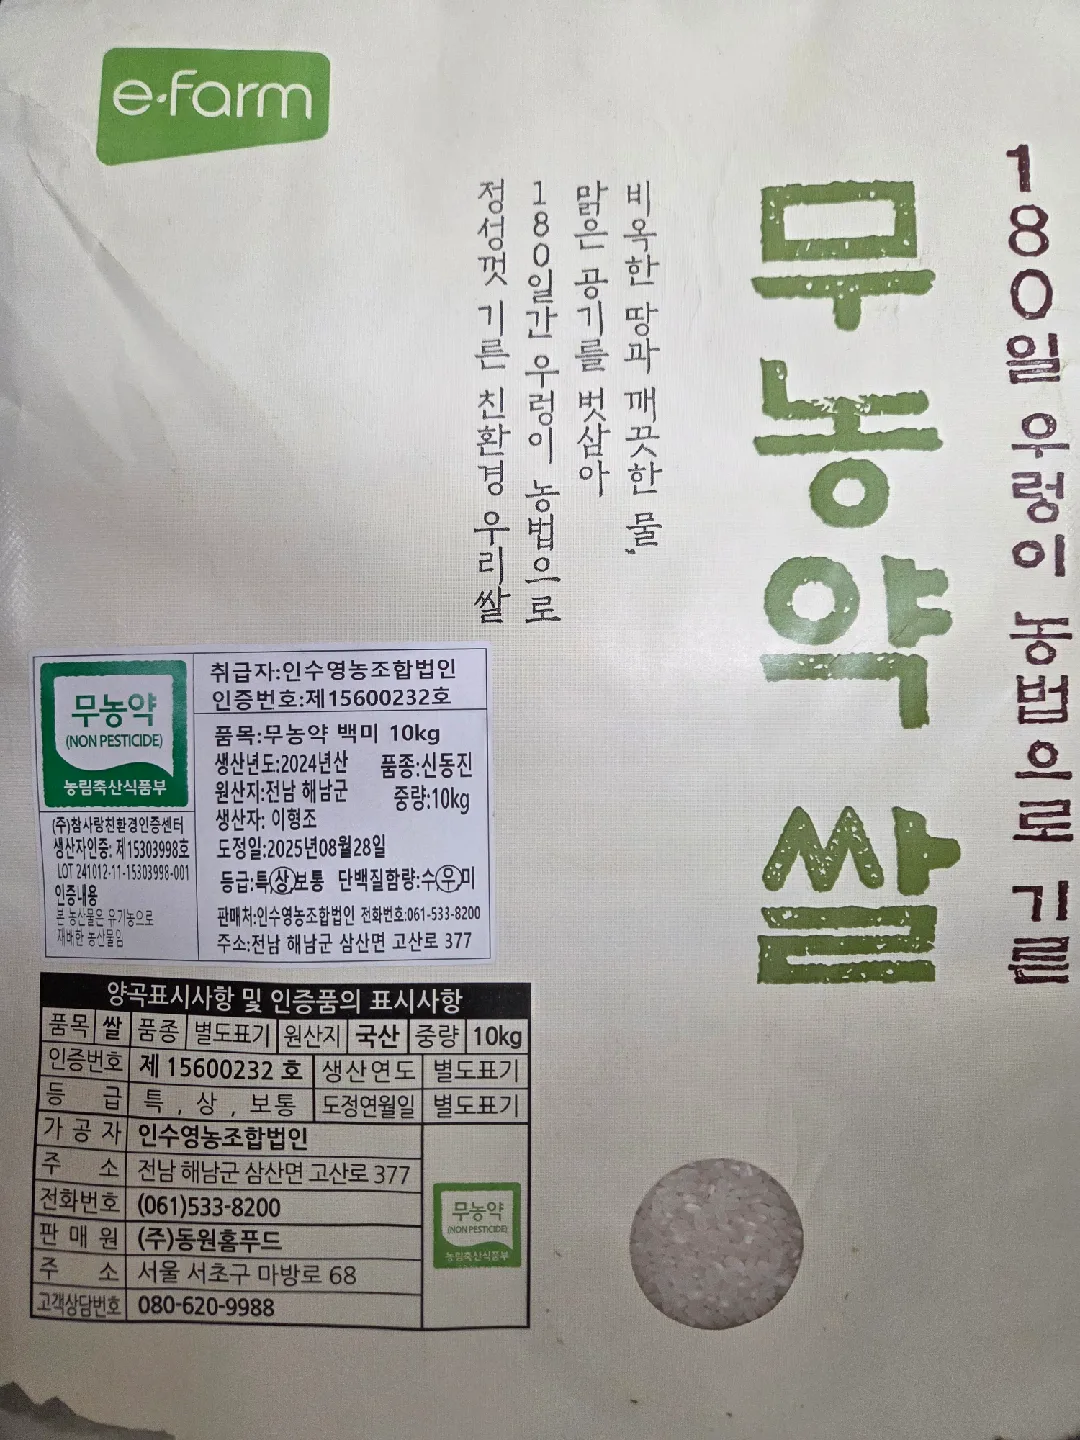 e·farm
180일 우렁이 농법으로 기른
무농약 쌀
비옥한 땅과 깨끗한 물,
맑은 공기를 벗삼아
180일간 우렁이 농법으로
정성껏 기른 친환경 우리쌀
무농약
(NON PESTICIDE)
농림축산식품부
(주)참사랑친환경인증센터
생산자인증: 제15303998호
LOT 241012-11-15303998-001
인증내용
본 농산물은 유기농으로
재배한 농산물임
취급자:인수영농조합법인
인증번호:제15600232호
품목:무농약 백미 10kg
생산년도:2024년산 품종:신동진
원산지:전남 해남군 중량:10kg
생산자: 이형조
도정일:2025년08월28일
등급:특상보통 단백질함량:수우미
판매처:인수영농조합법인 전화번호:061-533-8200
주소:전남 해남군 삼산면 고산로 377
양곡표시사항 및 인증품의 표시사항
품목 쌀 품종 별도표기 원산지 국산 중량 10kg
인증번호 제 15600232 호 생산연도 별도표기
등 급 특 , 상 , 보통 도정연월일 별도표기
가 공 자 인수영농조합법인
주 소 전남 해남군 삼산면 고산로 377
전화번호 (061)533-8200
판 매 원 (주)동원홈푸드
주 소 서울 서초구 마방로 68
고객상담번호 080-620-9988
무농약
(NON PESTICIDE)
농림축산식품부